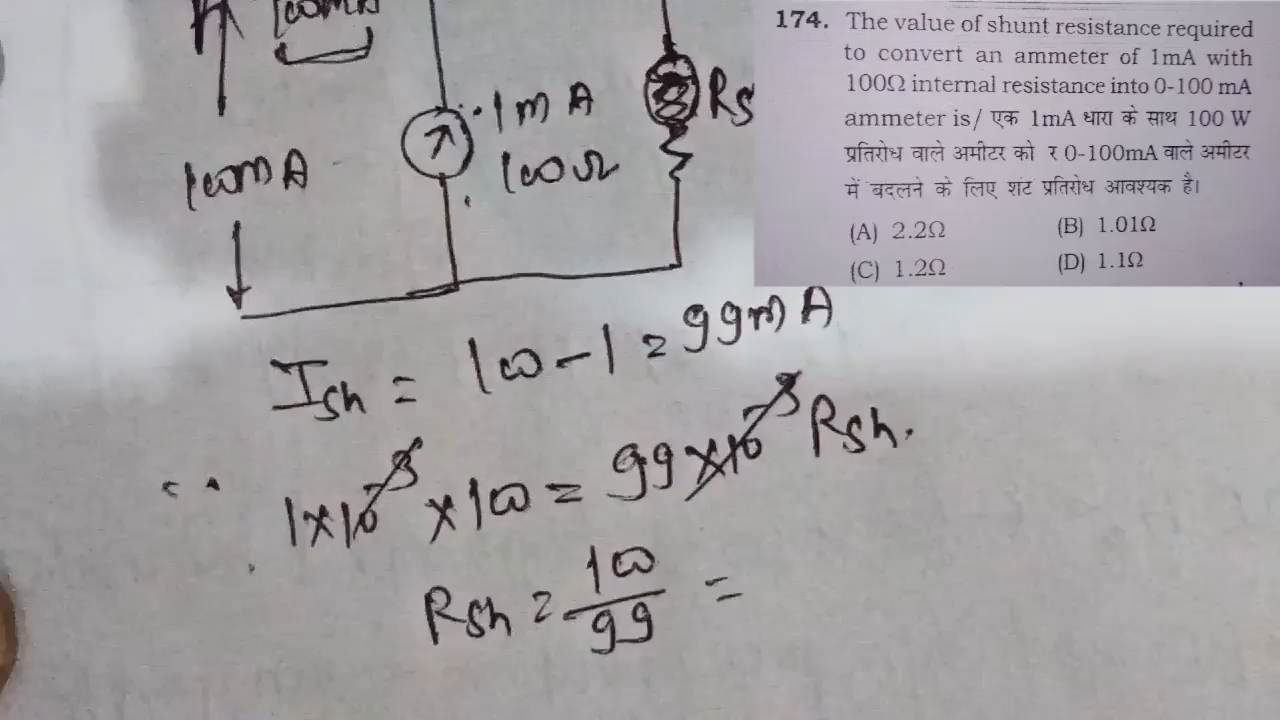 100mA
174. The value of shunt resistance required
to convert an ammeter of 1mA with
100Ω internal resistance into 0-100 mA
ammeter is/ एक 1mA धारा के साथ 100 W
प्रतिरोध वाले अमीटर को र 0-100mA वाले अमीटर
में बदलने के लिए शंट प्रतिरोध आवश्यक है।
(A) 2.2Ω (B) 1.01Ω
(C) 1.2Ω (D) 1.1Ω
1mA
100Ω
Rs
100mA
Ish = 100-1 = 99mA
1×10⁻³ × 100 = 99×10⁻³ Rsh.
Rsh = 100/99 =